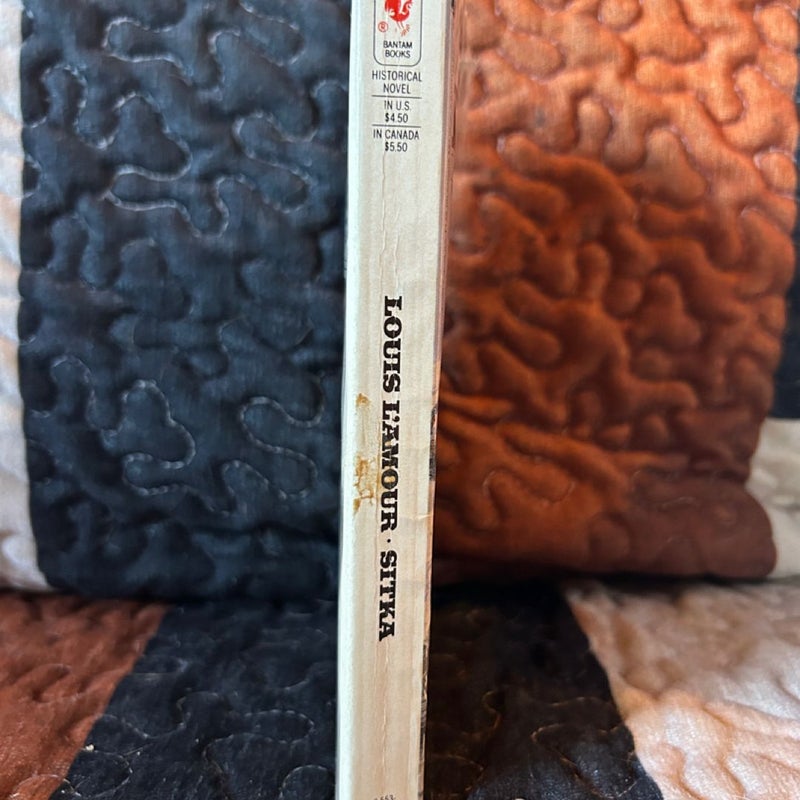 ®
BANTAM
BOOKS
HISTORICAL
NOVEL
IN U.S.
$4.50
IN CANADA
$5.50
LOUIS L'AMOUR · SITKA